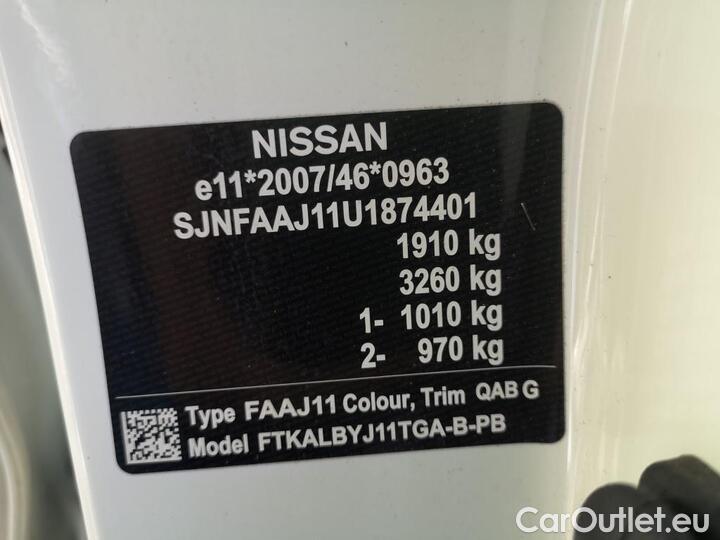 NISSAN
e11*2007/46*0963
SJNFAAJ11U1874401
1910 kg
3260 kg
1- 1010 kg
2- 970 kg
Type FAAJ11 Colour, Trim QAB G
Model FTKALBYJ11TGA-B-PB
CarOutlet.eu